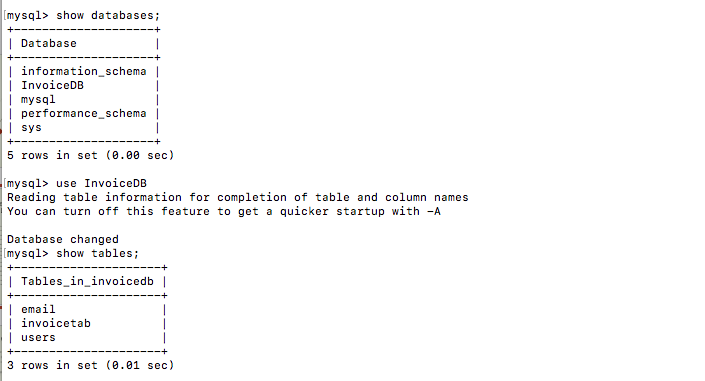 [mysql> show databases;
+--------------------+
| Database           |
+--------------------+
| information_schema |
| InvoiceDB          |
| mysql              |
| performance_schema |
| sys                |
+--------------------+
5 rows in set (0.00 sec)

[mysql> use InvoiceDB
Reading table information for completion of table and column names
You can turn off this feature to get a quicker startup with -A

Database changed
[mysql> show tables;
+---------------------+
| Tables_in_invoicedb |
+---------------------+
| email               |
| invoicetab          |
| users               |
+---------------------+
3 rows in set (0.01 sec)